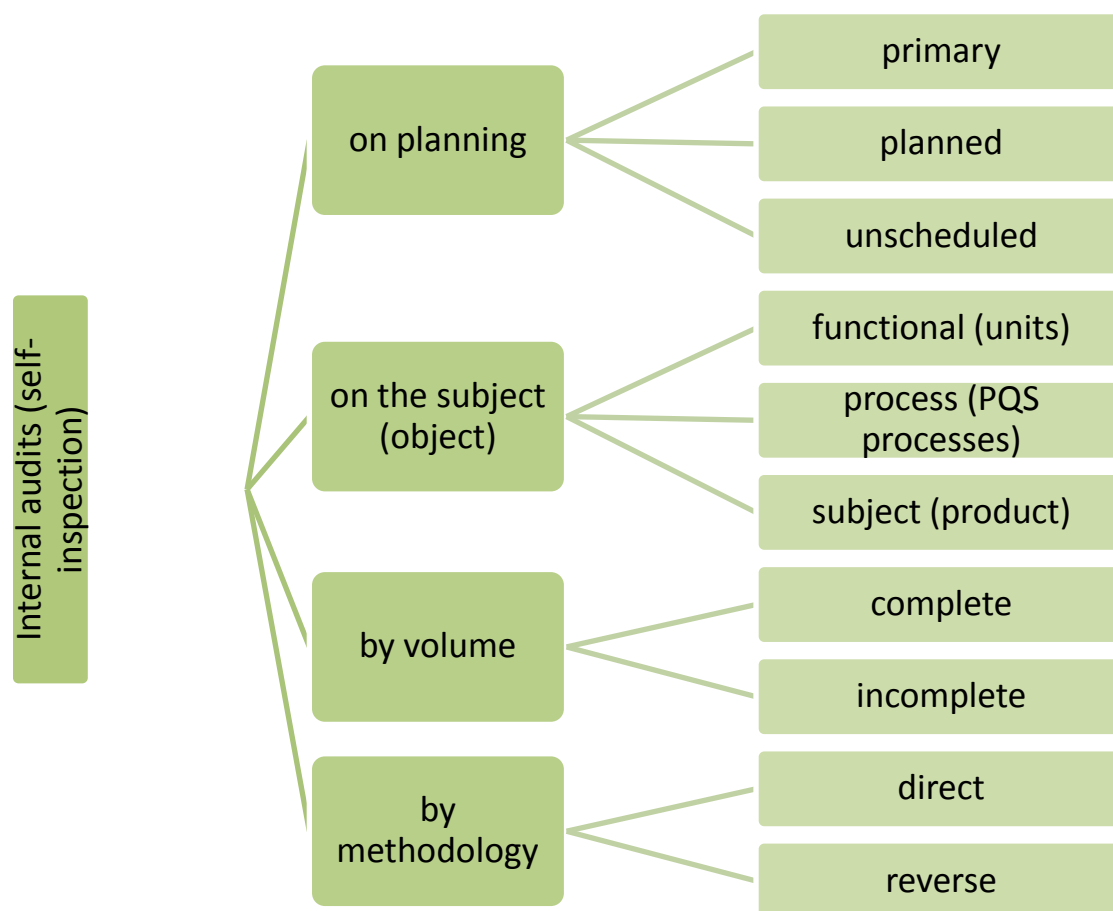 Internal audits (self-
inspection)
on planning
primary
planned
unscheduled
on the subject
(object)
functional (units)
process (PQS
processes)
subject (product)
by volume
complete
incomplete
by
methodology
direct
reverse